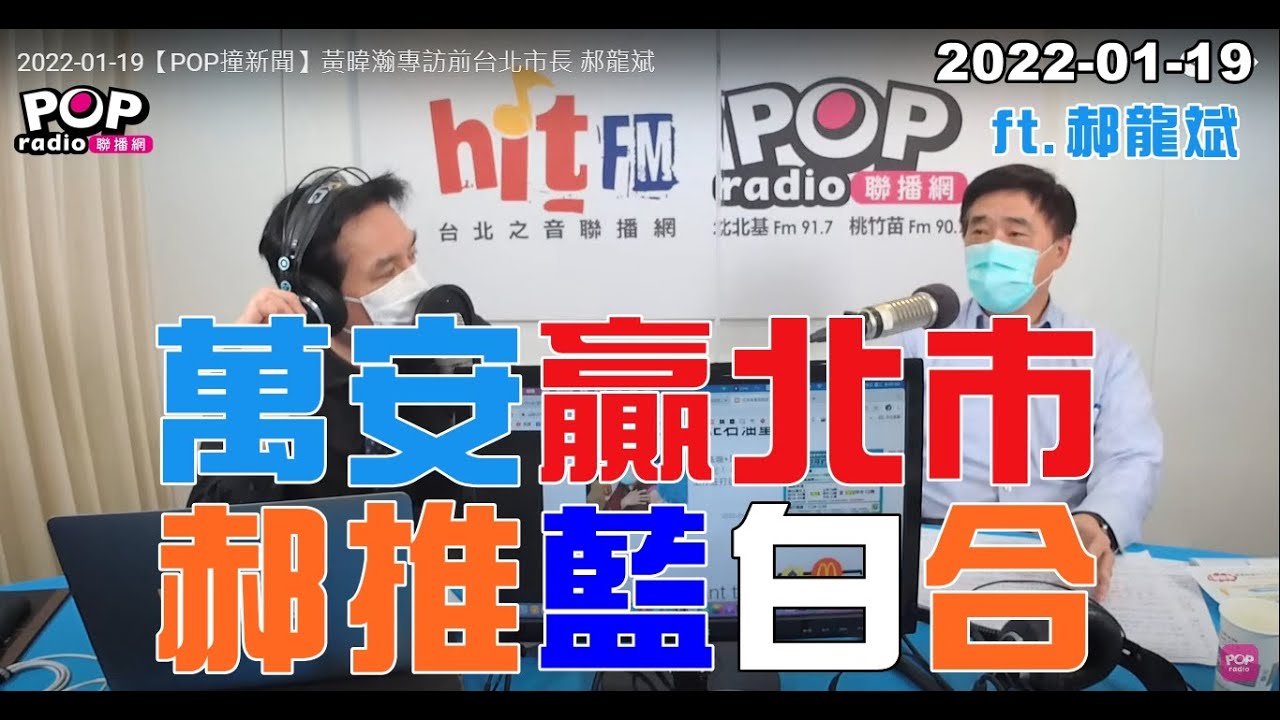 2022-01-19【POP撞新聞】黃暐瀚專訪前台北市長 郝龍斌
2022-01-19
ft.郝龍斌
POP
radio 聯播網
hit FM
台北之音聯播網
POP
radio 聯播網
北北基 Fm 91.7 桃竹苗 Fm 90.
萬安贏北市
郝推藍白合
POP
radio